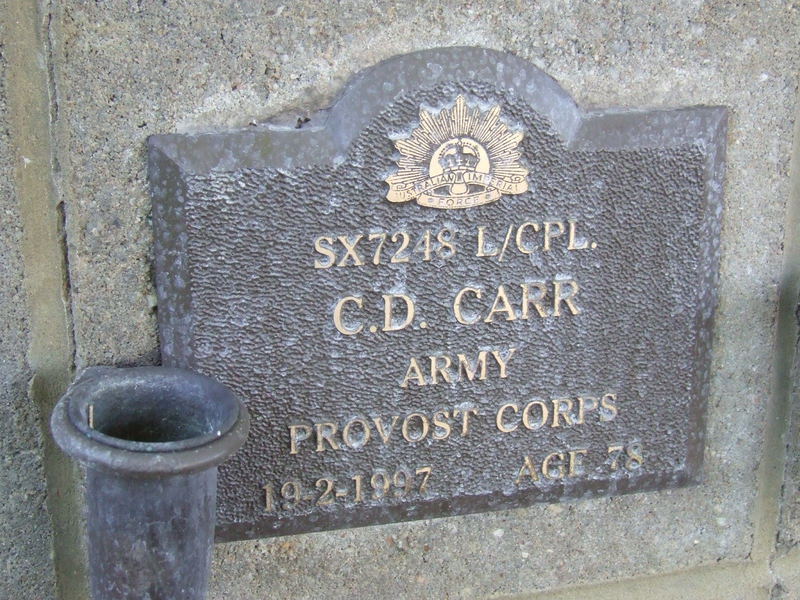 AUSTRALIAN IMPERIAL
FORCE
SX7248 L/CPL.
C.D. CARR
ARMY
PROVOST CORPS
19-2-1997 AGE 78